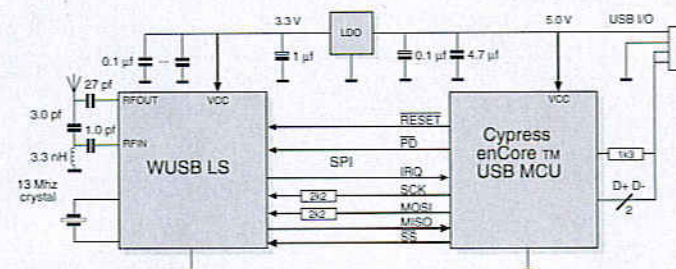 3.3 V
LDO
5.0 V
USB I/O
0.1 µf
...
1 µf
0.1 µf
4.7 µf
27 pf
RFOUT
VCC
3.0 pf
1.0 pf
RFIN
3.3 nH
WUSB LS
13 Mhz
crystal
RESET
PD
SPI
IRQ
SCK
2k2
MOSI
2k2
MISO
SS
VCC
Cypress
enCore TM
USB MCU
1k3
D+ D-
2